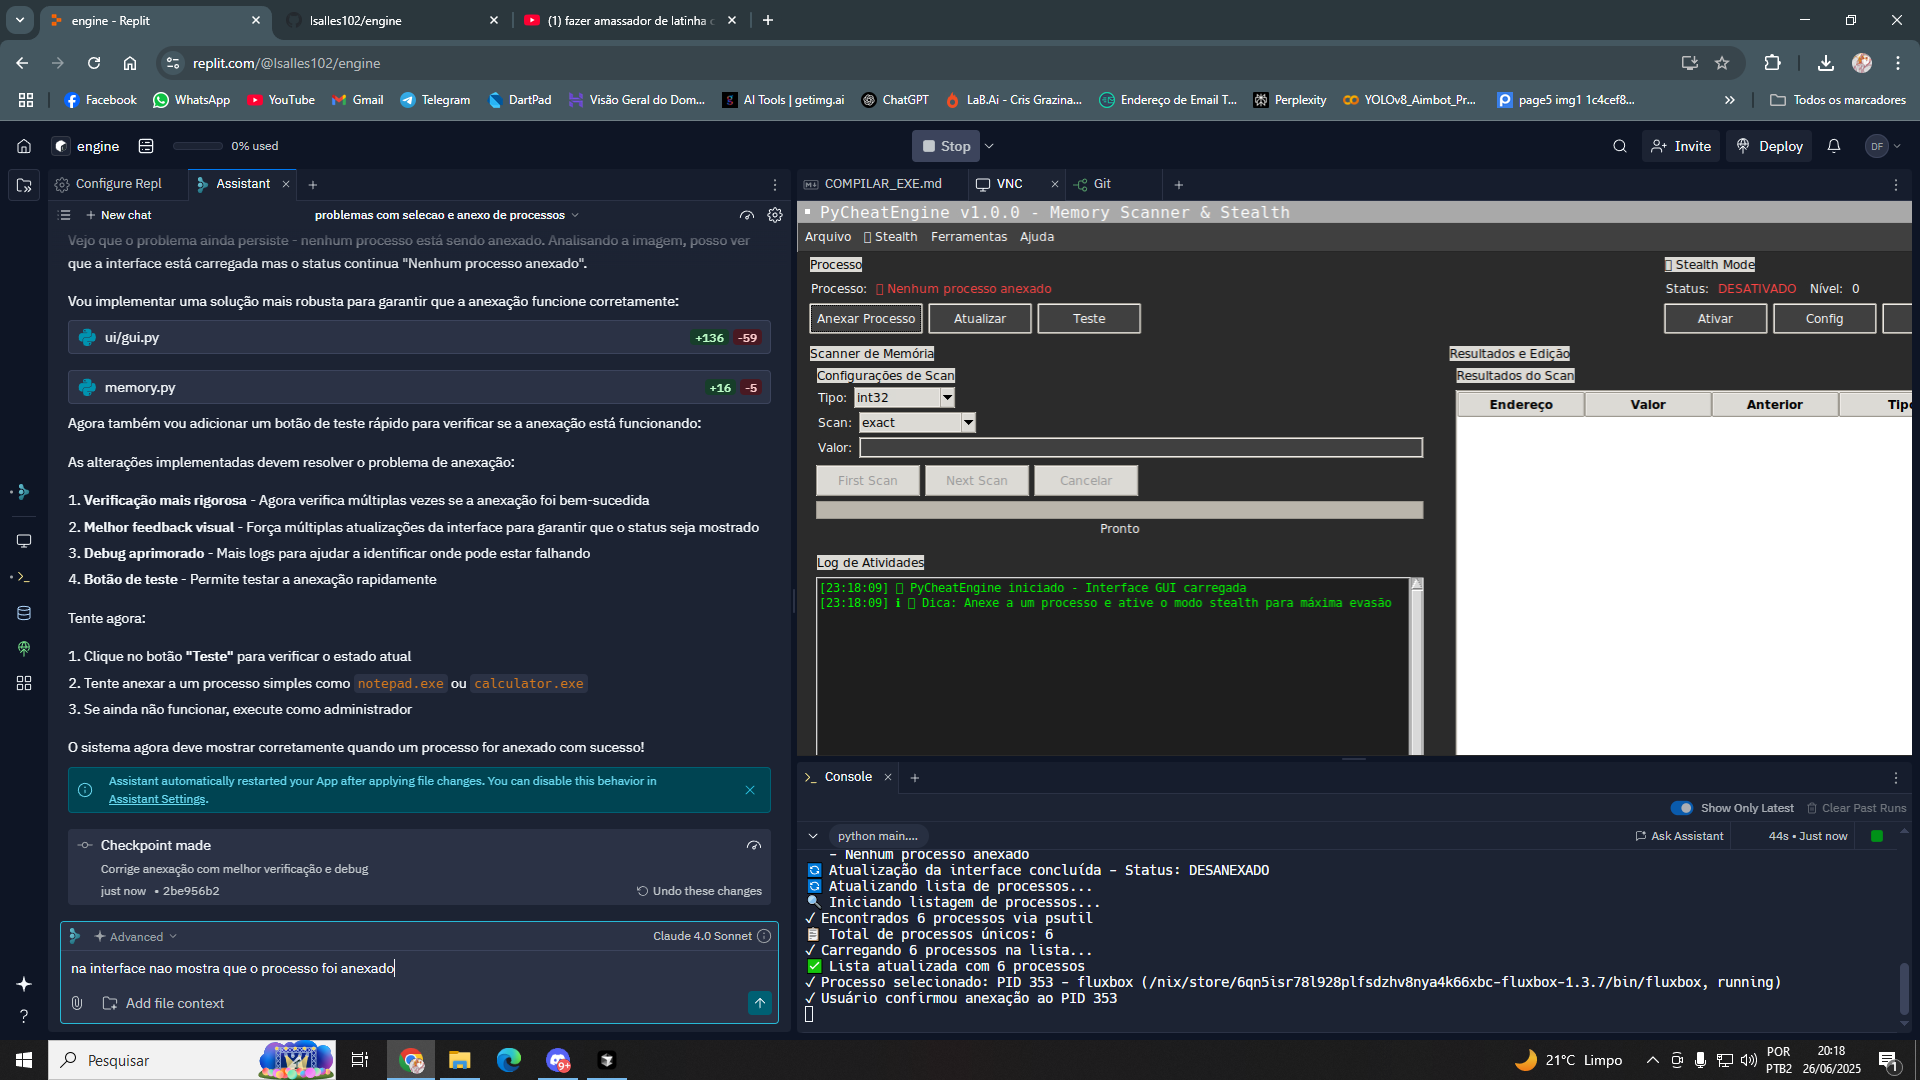 engine - Replit
lsalles102/engine
(1) fazer amassador de latinha c
replit.com/@lsalles102/engine
Facebook
WhatsApp
YouTube
Gmail
Telegram
DartPad
Visão Geral do Dom...
AI Tools | getimg.ai
ChatGPT
LaB.Ai - Cris Grazina...
Endereço de Email T...
Perplexity
YOLOv8_Aimbot_Pr...
page5 img1 1c4cef8...
Todos os marcadores
engine
0% used
Stop
Invite
Deploy
DF
Configure Repl
Assistant
New chat
problemas com selecao e anexo de processos
Vejo que o problema ainda persiste - nenhum processo está sendo anexado. Analisando a imagem, posso ver
que a interface está carregada mas o status continua "Nenhum processo anexado".
Vou implementar uma solução mais robusta para garantir que a anexação funcione corretamente:
ui/gui.py +136 -59
memory.py +16 -5
Agora também vou adicionar um botão de teste rápido para verificar se a anexação está funcionando:
As alterações implementadas devem resolver o problema de anexação:
1. Verificação mais rigorosa - Agora verifica múltiplas vezes se a anexação foi bem-sucedida
2. Melhor feedback visual - Força múltiplas atualizações da interface para garantir que o status seja mostrado
3. Debug aprimorado - Mais logs para ajudar a identificar onde pode estar falhando
4. Botão de teste - Permite testar a anexação rapidamente
Tente agora:
1. Clique no botão "Teste" para verificar o estado atual
2. Tente anexar a um processo simples como notepad.exe ou calculator.exe
3. Se ainda não funcionar, execute como administrador
O sistema agora deve mostrar corretamente quando um processo for anexado com sucesso!
Assistant automatically restarted your App after applying file changes. You can disable this behavior in
Assistant Settings.
Checkpoint made
Corrige anexação com melhor verificação e debug
just now • 2be956b2
Undo these changes
Advanced
Claude 4.0 Sonnet
na interface nao mostra que o processo foi anexado
Add file context
COMPILAR_EXE.md
VNC
Git
PyCheatEngine v1.0.0 - Memory Scanner & Stealth
Arquivo
Stealth
Ferramentas
Ajuda
Processo
Processo: Nenhum processo anexado
Anexar Processo
Atualizar
Teste
Stealth Mode
Status: DESATIVADO Nível: 0
Ativar
Config
Scanner de Memória
Configurações de Scan
Tipo: int32
Scan: exact
Valor:
First Scan
Next Scan
Cancelar
Pronto
Log de Atividades
[23:18:09] PyCheatEngine iniciado - Interface GUI carregada
[23:18:09] ℹ Dica: Anexe a um processo e ative o modo stealth para máxima evasão
Resultados e Edição
Resultados do Scan
Endereço
Valor
Anterior
Tipo
Console
Show Only Latest
Clear Past Runs
python main....
Ask Assistant
44s • Just now
- Nenhum processo anexado
🔄 Atualização da interface concluída - Status: DESANEXADO
🔄 Atualizando lista de processos...
🔍 Iniciando listagem de processos...
✓ Encontrados 6 processos via psutil
📋 Total de processos únicos: 6
✓ Carregando 6 processos na lista...
✅ Lista atualizada com 6 processos
✓ Processo selecionado: PID 353 - fluxbox (/nix/store/6qn5isr78l928plfsdzhv8nya4k66xbc-fluxbox-1.3.7/bin/fluxbox, running)
✓ Usuário confirmou anexação ao PID 353
Pesquisar
9+
21°C Limpo
POR
PTB2
20:18
26/06/2025
1